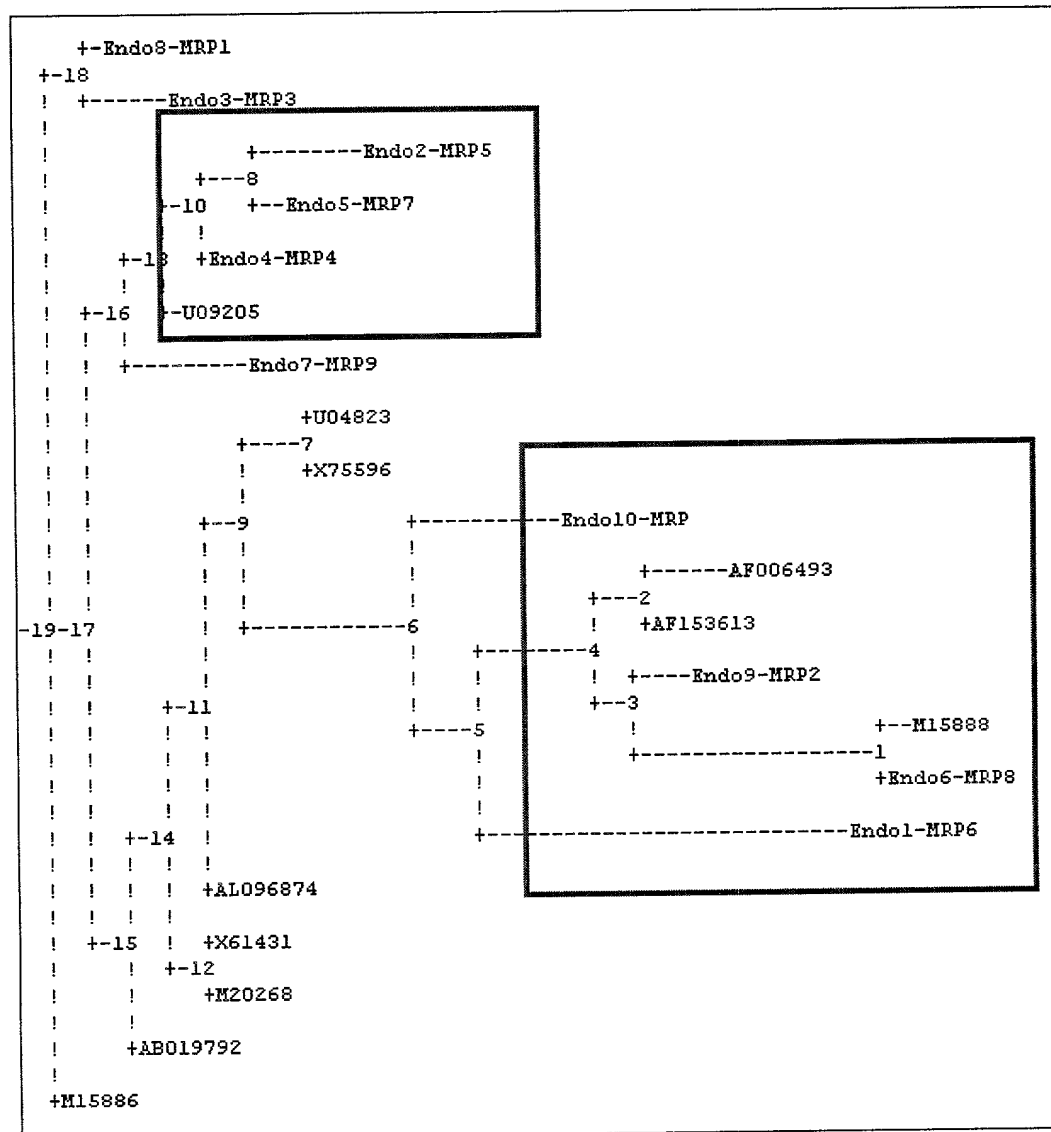 +-Endo8-MRP1
+-18
! +------Endo3-MRP3
!
! +---------Endo2-MRP5
! +---8
! +-10 +--Endo5-MRP7
! ! !
! +-13 +Endo4-MRP4
! ! !
! +-16 +-U09205
! ! !
! ! +----------Endo7-MRP9
! !
! ! +U04823
! ! +----7
! ! ! +X75596
! ! !
! ! +--9 +------------Endo10-MRP
! ! ! ! !
! ! ! ! ! +------AF006493
! ! ! ! ! +---2
-19-17 ! +-------------6 ! +AF153613
! ! ! ! +--------4
! ! ! ! ! ! +----Endo9-MRP2
! ! +-11 ! ! +--3
! ! ! ! +----5 ! +--M15888
! ! ! ! ! +-------------------1
! ! ! ! ! +Endo6-MRP8
! ! ! ! !
! ! +-14 ! +-----------------------------Endo1-MRP6
! ! ! ! !
! ! ! ! +AL096874
! ! ! !
! +-15 ! +X61431
! ! +-12
! ! +M20268
! !
! +AB019792
!
+M15886